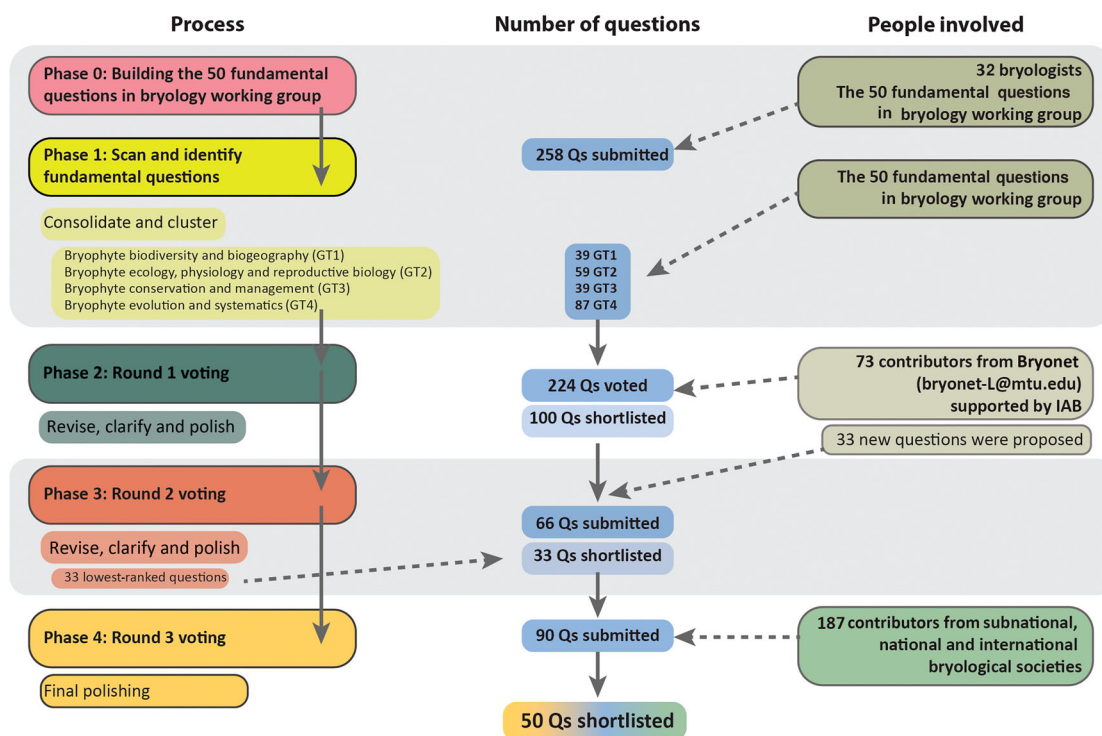 Process
Number of questions
People involved
Phase 0: Building the 50 fundamental
questions in bryology working group
32 bryologists
The 50 fundamental questions
in bryology working group
Phase 1: Scan and identify
fundamental questions
258 Qs submitted
The 50 fundamental questions
in bryology working group
Consolidate and cluster
Bryophyte biodiversity and biogeography (GT1)
Bryophyte ecology, physiology and reproductive biology (GT2)
Bryophyte conservation and management (GT3)
Bryophyte evolution and systematics (GT4)
39 GT1
59 GT2
39 GT3
87 GT4
Phase 2: Round 1 voting
224 Qs voted
100 Qs shortlisted
73 contributors from Bryonet
(bryonet-L@mtu.edu)
supported by IAB
Revise, clarify and polish
33 new questions were proposed
Phase 3: Round 2 voting
66 Qs submitted
33 Qs shortlisted
Revise, clarify and polish
33 lowest-ranked questions
Phase 4: Round 3 voting
90 Qs submitted
187 contributors from subnational,
national and international
bryological societies
Final polishing
50 Qs shortlisted